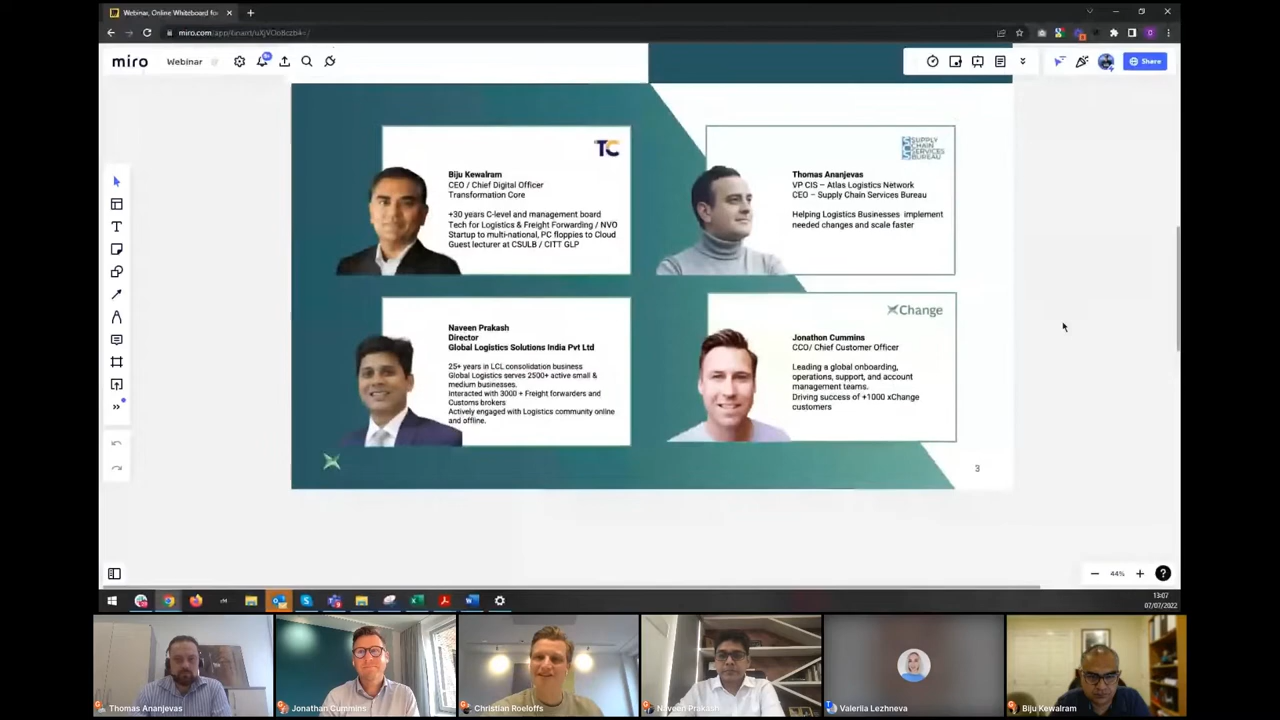 Webinar, Online Whiteboard fo
miro
Webinar
Share
TC
Biju Kewalram
CEO / Chief Digital Officer
Transformation Core
+30 years C-level and management board
Tech for Logistics & Freight Forwarding / NVO
Startup to multi-national, PC floppies to Cloud
Guest lecturer at CSULB / CITT GLP
SUPPLY
CHAIN
SERVICES
BUREAU
Thomas Ananjevas
VP CIS – Atlas Logistics Network
CEO – Supply Chain Services Bureau
Helping Logistics Businesses implement
needed changes and scale faster
Naveen Prakash
Director
Global Logistics Solutions India Pvt Ltd
25+ years in LCL consolidation business
Global Logistics serves 2500+ active small &
medium businesses.
Interacted with 3000 + Freight forwarders and
Customs brokers
Actively engaged with Logistics community online
and offline.
xChange
Jonathon Cummins
CCO/ Chief Customer Officer
Leading a global onboarding,
operations, support, and account
management teams.
Driving success of +1000 xChange
customers
3
44%
13:07
07/07/2022
Thomas Ananjevas
Jonathan Cummins
Christian Roeloffs
Naveen Prakash
Valeriia Lezhneva
Biju Kewalram